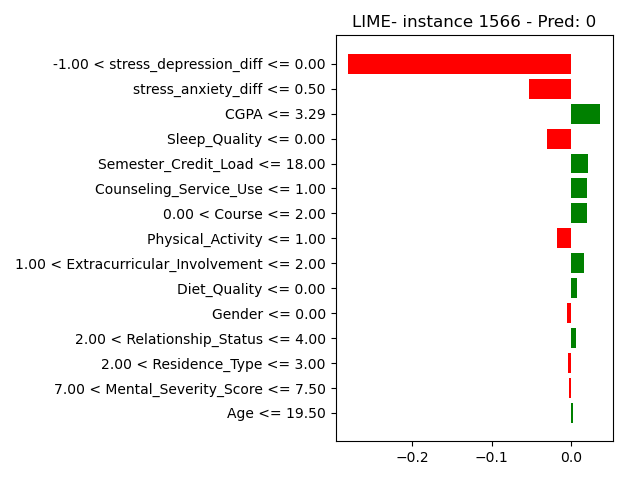 LIME- instance 1566 - Pred: 0
-1.00 < stress_depression_diff <= 0.00
stress_anxiety_diff <= 0.50
CGPA <= 3.29
Sleep_Quality <= 0.00
Semester_Credit_Load <= 18.00
Counseling_Service_Use <= 1.00
0.00 < Course <= 2.00
Physical_Activity <= 1.00
1.00 < Extracurricular_Involvement <= 2.00
Diet_Quality <= 0.00
Gender <= 0.00
2.00 < Relationship_Status <= 4.00
2.00 < Residence_Type <= 3.00
7.00 < Mental_Severity_Score <= 7.50
Age <= 19.50
−0.2 −0.1 0.0